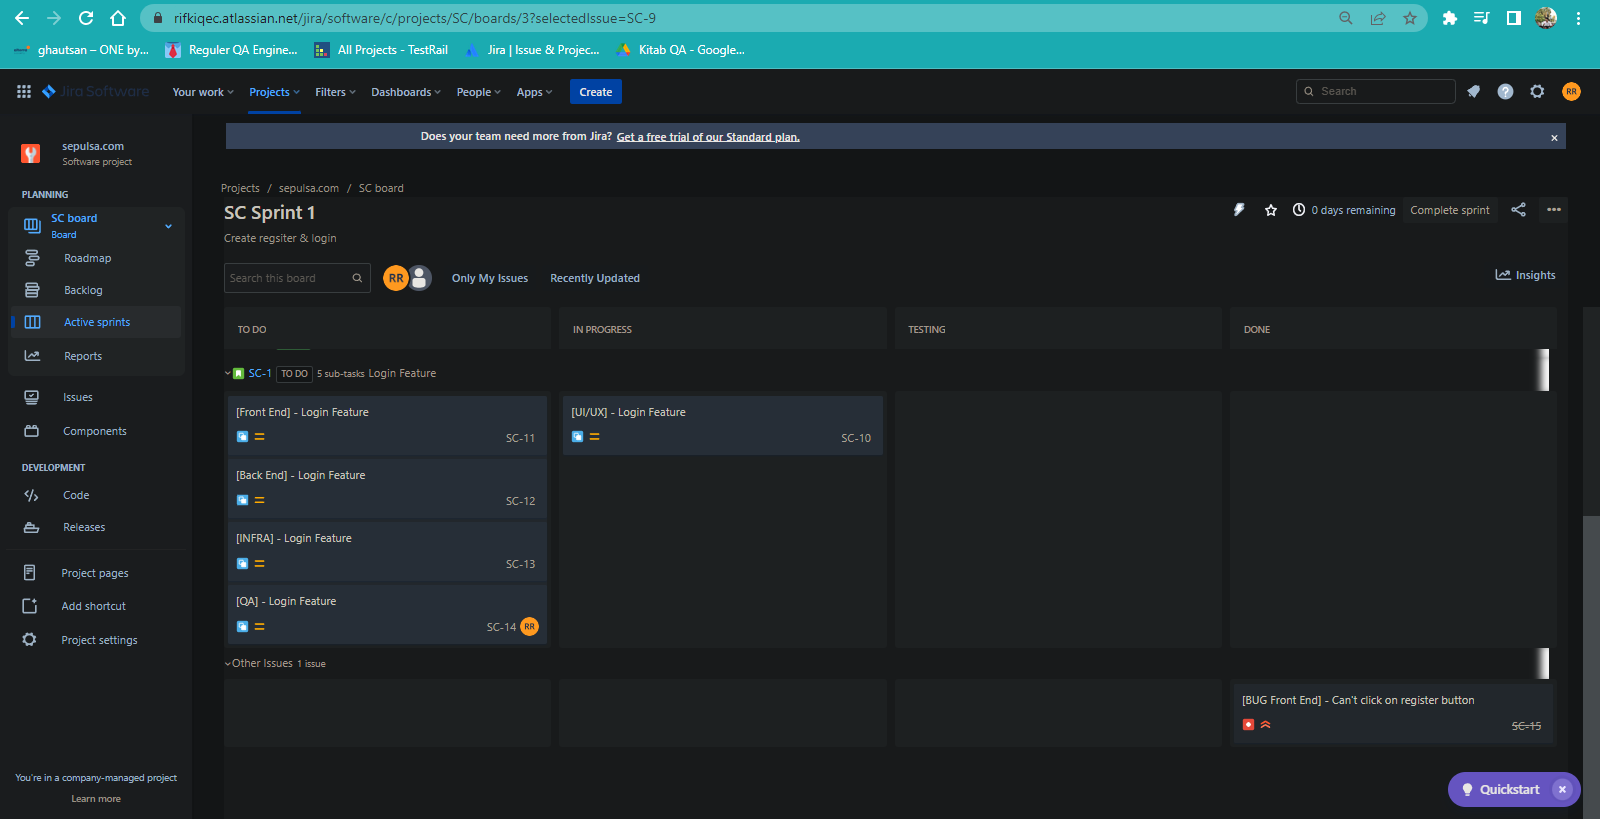 rifkiqec.atlassian.net/jira/software/c/projects/SC/boards/3?selectedIssue=SC-9
ghautsan – ONE by...
Reguler QA Engine...
All Projects - TestRail
Jira | Issue & Projec...
Kitab QA - Google...
Jira Software
Your work
Projects
Filters
Dashboards
People
Apps
Create
Search
RR
sepulsa.com
Software project
PLANNING
SC board
Board
Roadmap
Backlog
Active sprints
Reports
Issues
Components
DEVELOPMENT
Code
Releases
Project pages
Add shortcut
Project settings
You're in a company-managed project
Learn more
Does your team need more from Jira? Get a free trial of our Standard plan.
Projects / sepulsa.com / SC board
SC Sprint 1
0 days remaining
Complete sprint
Create regsiter & login
Search this board
RR
Only My Issues
Recently Updated
Insights
TO DO
IN PROGRESS
TESTING
DONE
SC-1 TO DO 5 sub-tasks Login Feature
[Front End] - Login Feature
SC-11
[UI/UX] - Login Feature
SC-10
[Back End] - Login Feature
SC-12
[INFRA] - Login Feature
SC-13
[QA] - Login Feature
SC-14 RR
Other Issues 1 issue
[BUG Front End] - Can't click on register button
SC-15
Quickstart